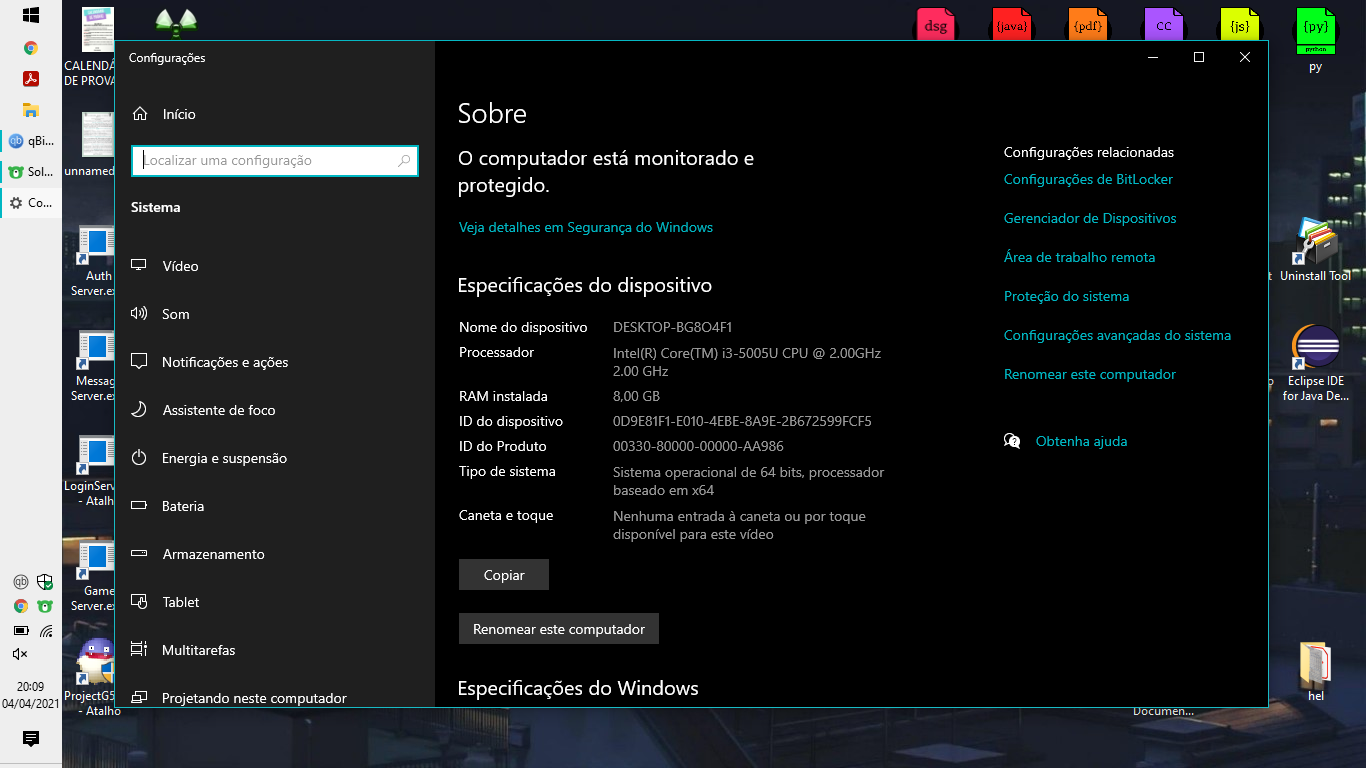 Configurações
Início
Localizar uma configuração
Sistema
Vídeo
Som
Notificações e ações
Assistente de foco
Energia e suspensão
Bateria
Armazenamento
Tablet
Multitarefas
Projetando neste computador
Sobre
O computador está monitorado e
protegido.
Veja detalhes em Segurança do Windows
Especificações do dispositivo
Nome do dispositivo DESKTOP-BG8O4F1
Processador Intel(R) Core(TM) i3-5005U CPU @ 2.00GHz
2.00 GHz
RAM instalada 8,00 GB
ID do dispositivo 0D9E81F1-E010-4EBE-8A9E-2B672599FCF5
ID do Produto 00330-80000-00000-AA986
Tipo de sistema Sistema operacional de 64 bits, processador
baseado em x64
Caneta e toque Nenhuma entrada à caneta ou por toque
disponível para este vídeo
Copiar
Renomear este computador
Especificações do Windows
Configurações relacionadas
Configurações de BitLocker
Gerenciador de Dispositivos
Área de trabalho remota
Proteção do sistema
Configurações avançadas do sistema
Renomear este computador
Obtenha ajuda
qBi...
Sol...
Co...
20:09
04/04/2021
CALENDÁ
DE PROVA
unnamed
Auth
Server.ex
Messag
Server.ex
LoginServ
- Atalh
Game
Server.ex
ProjectG5
- Atalho
dsg
{java}
{pdf}
CC
{js}
{py}
python
py
Uninstall Tool
Eclipse IDE
for Java De...
hel
Documen...